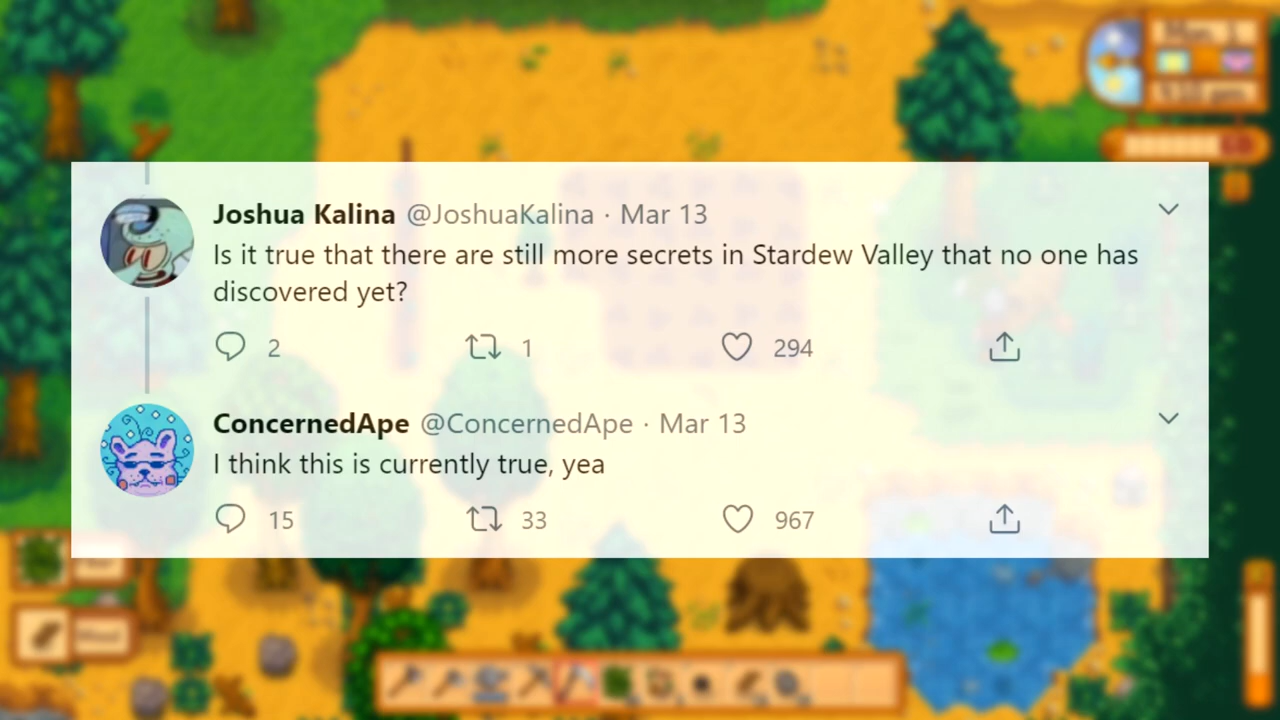 Joshua Kalina @JoshuaKalina · Mar 13
Is it true that there are still more secrets in Stardew Valley that no one has
discovered yet?
2 1 294
ConcernedApe @ConcernedApe · Mar 13
I think this is currently true, yea
15 33 967